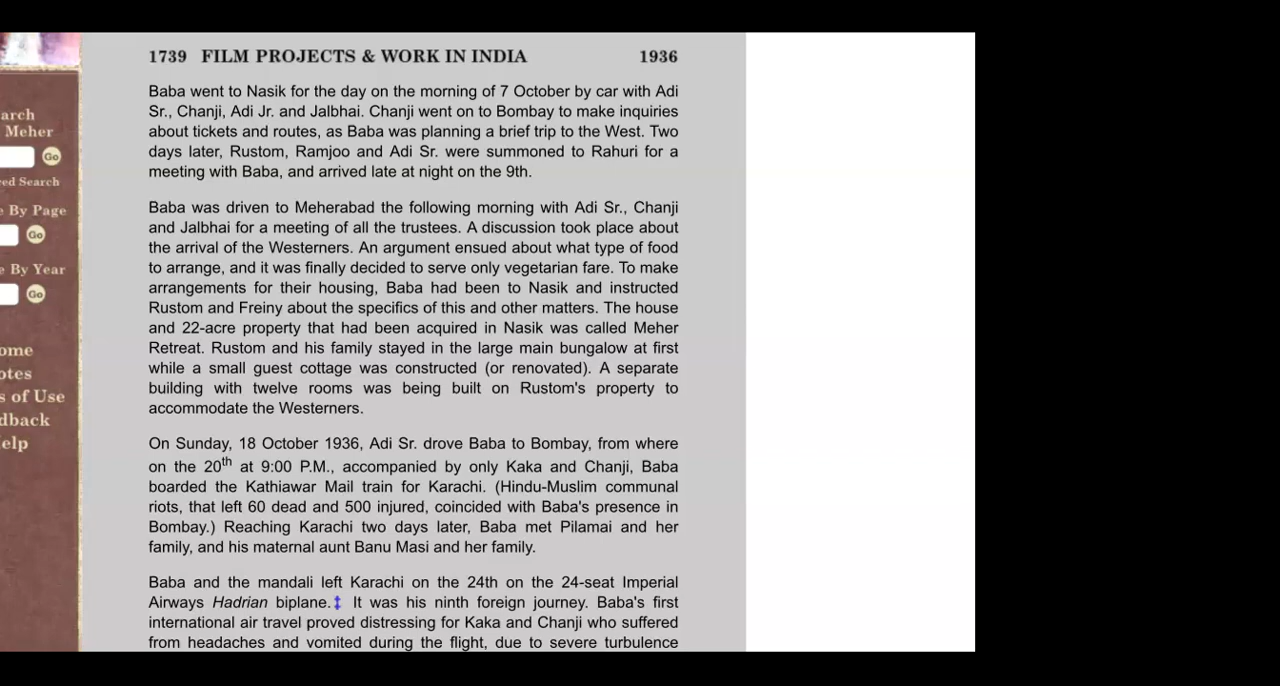 1739 FILM PROJECTS & WORK IN INDIA 1936
Baba went to Nasik for the day on the morning of 7 October by car with Adi
Sr., Chanji, Adi Jr. and Jalbhai. Chanji went on to Bombay to make inquiries
about tickets and routes, as Baba was planning a brief trip to the West. Two
days later, Rustom, Ramjoo and Adi Sr. were summoned to Rahuri for a
meeting with Baba, and arrived late at night on the 9th.
Baba was driven to Meherabad the following morning with Adi Sr., Chanji
and Jalbhai for a meeting of all the trustees. A discussion took place about
the arrival of the Westerners. An argument ensued about what type of food
to arrange, and it was finally decided to serve only vegetarian fare. To make
arrangements for their housing, Baba had been to Nasik and instructed
Rustom and Freiny about the specifics of this and other matters. The house
and 22-acre property that had been acquired in Nasik was called Meher
Retreat. Rustom and his family stayed in the large main bungalow at first
while a small guest cottage was constructed (or renovated). A separate
building with twelve rooms was being built on Rustom's property to
accommodate the Westerners.
On Sunday, 18 October 1936, Adi Sr. drove Baba to Bombay, from where
on the 20th at 9:00 P.M., accompanied by only Kaka and Chanji, Baba
boarded the Kathiawar Mail train for Karachi. (Hindu-Muslim communal
riots, that left 60 dead and 500 injured, coincided with Baba's presence in
Bombay.) Reaching Karachi two days later, Baba met Pilamai and her
family, and his maternal aunt Banu Masi and her family.
Baba and the mandali left Karachi on the 24th on the 24-seat Imperial
Airways Hadrian biplane.‡ It was his ninth foreign journey. Baba's first
international air travel proved distressing for Kaka and Chanji who suffered
from headaches and vomited during the flight, due to severe turbulence
arch
Meher
Go
ed Search
e By Page
Go
e By Year
Go
ome
otes
s of Use
dback
elp